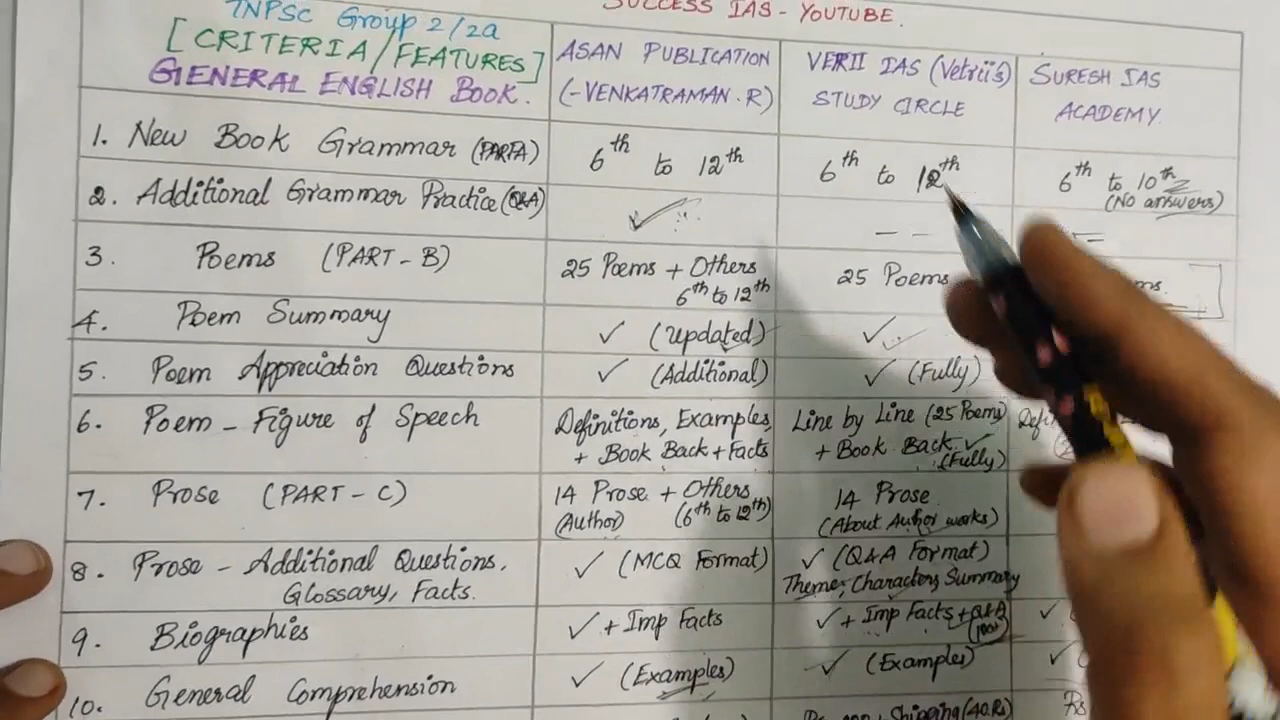 SUCCESS IAS - YOUTUBE.
TNPSC Group 2/2a
[CRITERIA/FEATURES]
GENERAL ENGLISH BOOK.
ASAN PUBLICATION
(-VENKATRAMAN.R)
VERII IAS (Vetriis)
STUDY CIRCLE
SURESH IAS
ACADEMY.
1. New Book Grammar (PART A)
6th to 12th
6th to 12th
6th to 10th
(No answers)
2. Additional Grammar Practice (Q&A)
✓
- -
3. Poems (PART-B)
25 Poems + Others
6th to 12th
25 Poems
4. Poem Summary
✓ (Updated)
✓
5. Poem Appreciation Questions
✓ (Additional)
✓ (Fully)
6. Poem - Figure of Speech
Definitions, Examples,
+ Book Back + Facts
Line by Line (25 Poems)
+ Book Back ✓
(Fully)
7. Prose (PART-C)
14 Prose + Others
(Author) (6th to 12th)
14 Prose
(About Author works)
8. Prose - Additional Questions,
Glossary, Facts.
✓ (MCQ Format)
✓ (Q&A Format)
Theme, Characters, Summary
9. Biographies
✓ + Imp Facts
✓ + Imp Facts + Q&A
✓
10. General Comprehension
✓ (Examples)
✓ (Examples)
✓
+ Shipping (40.Rs)
Rs